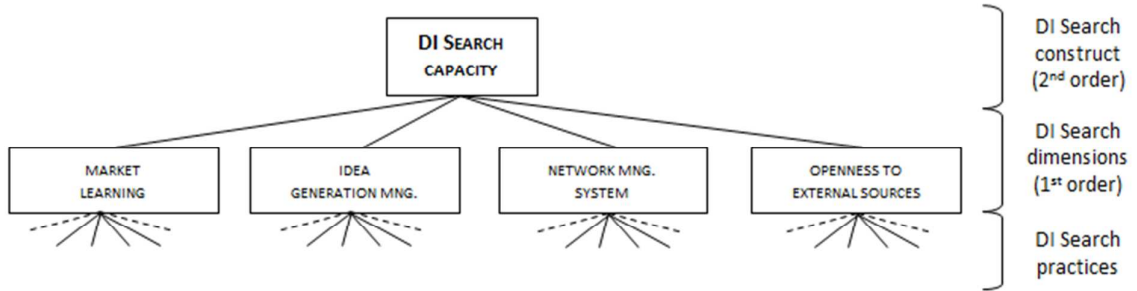 DI SEARCH
CAPACITY
DI Search
construct
(2nd order)
MARKET
LEARNING
IDEA
GENERATION MNG.
NETWORK MNG.
SYSTEM
OPENNESS TO
EXTERNAL SOURCES
DI Search
dimensions
(1st order)
DI Search
practices